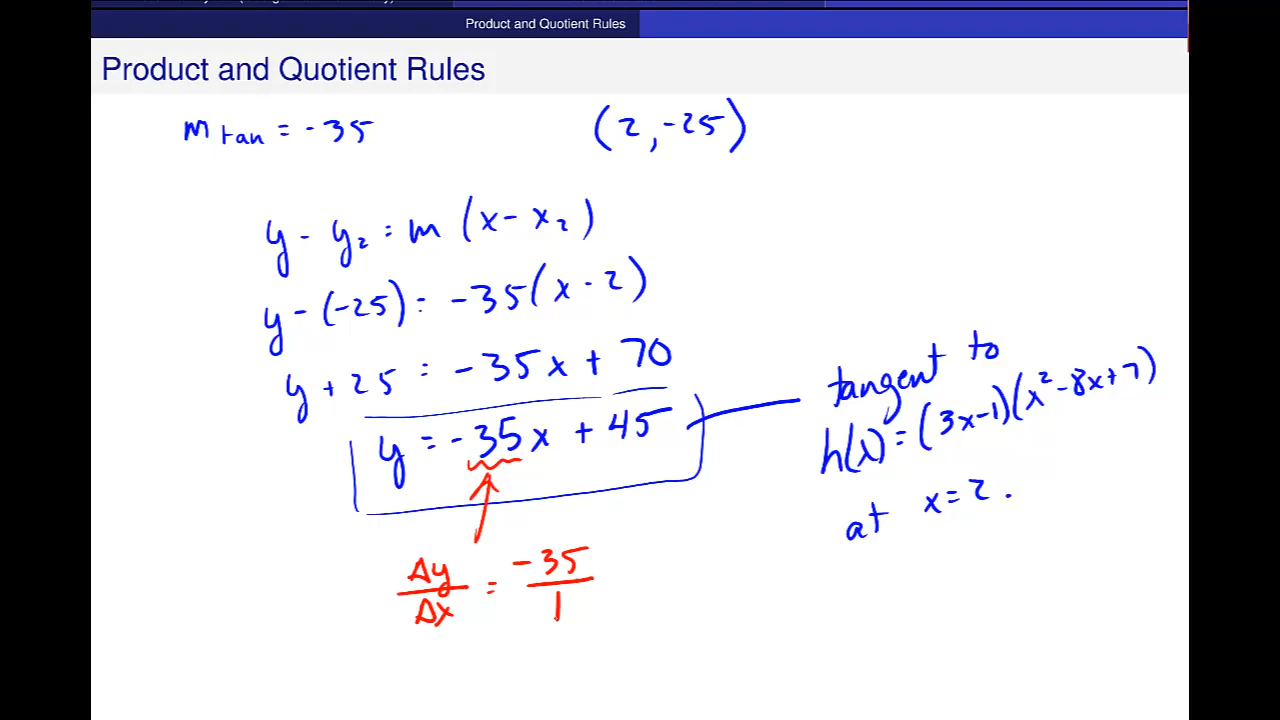 Product and Quotient Rules
Product and Quotient Rules
m tan = -35
(2, -25)
y - y₂ = m (x - x₂)
y - (-25) = -35(x - 2)
y + 25 = -35x + 70
y = -35x + 45
tangent to
h(x) = (3x-1)(x²-8x+7)
at x=2.
Δy/Δx = -35/1